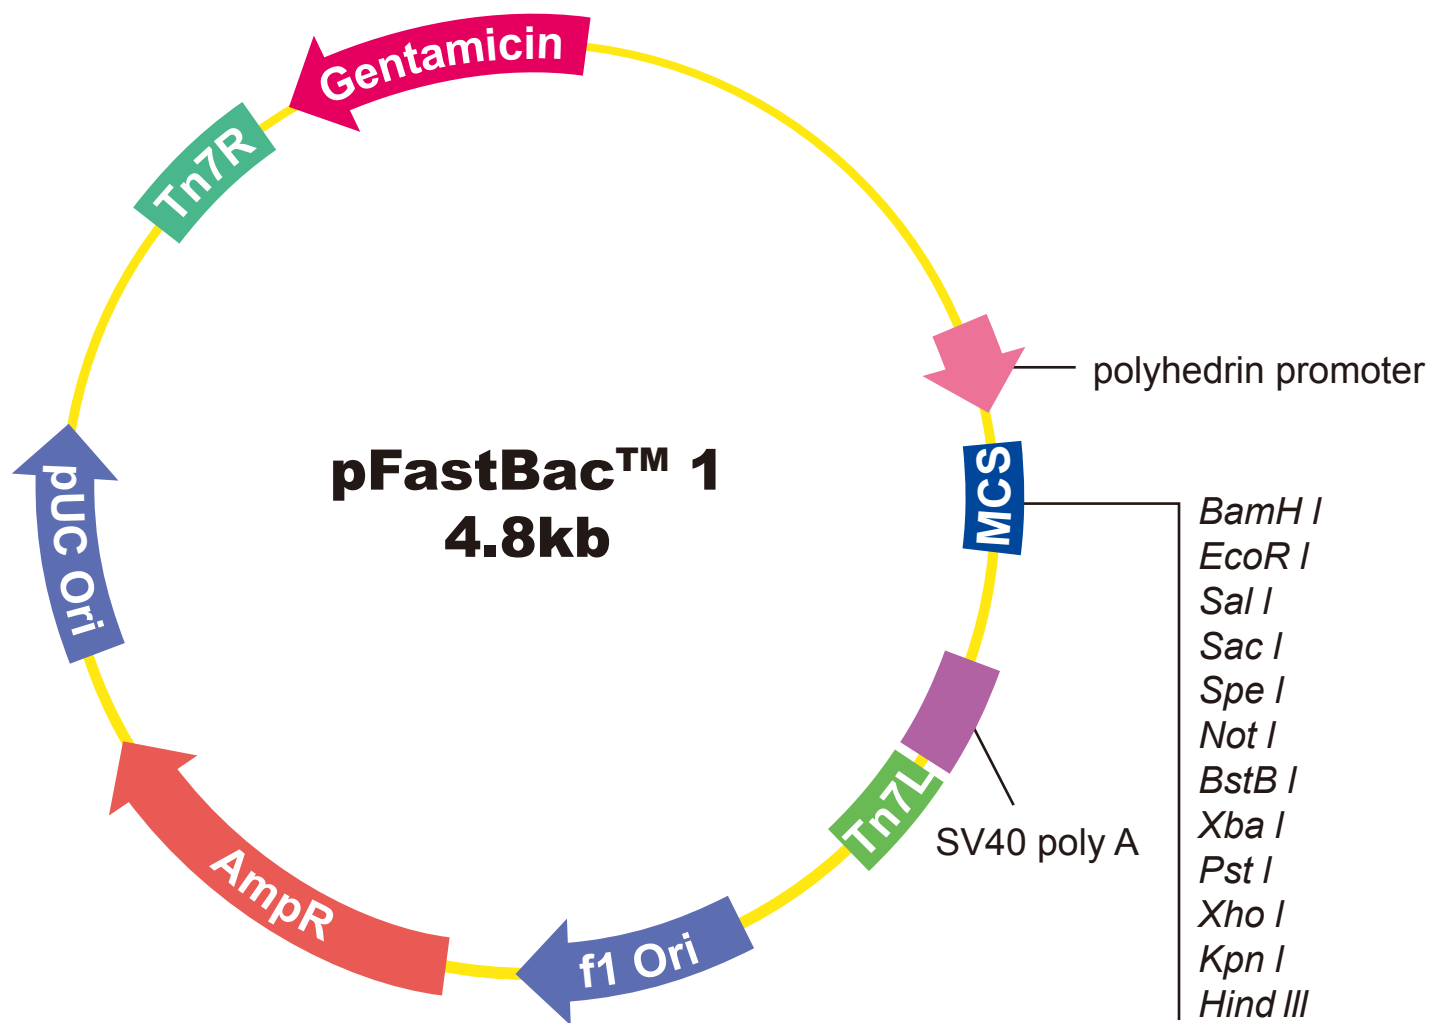 Gentamicin
Tn7R
polyhedrin promoter
pFastBac™ 1
4.8kb
MCS
pUC Ori
BamH I
EcoR I
Sal I
Sac I
Spe I
Not I
BstB I
Xba I
Pst I
Xho I
Kpn I
Hind III
Tn7L
SV40 poly A
AmpR
f1 Ori